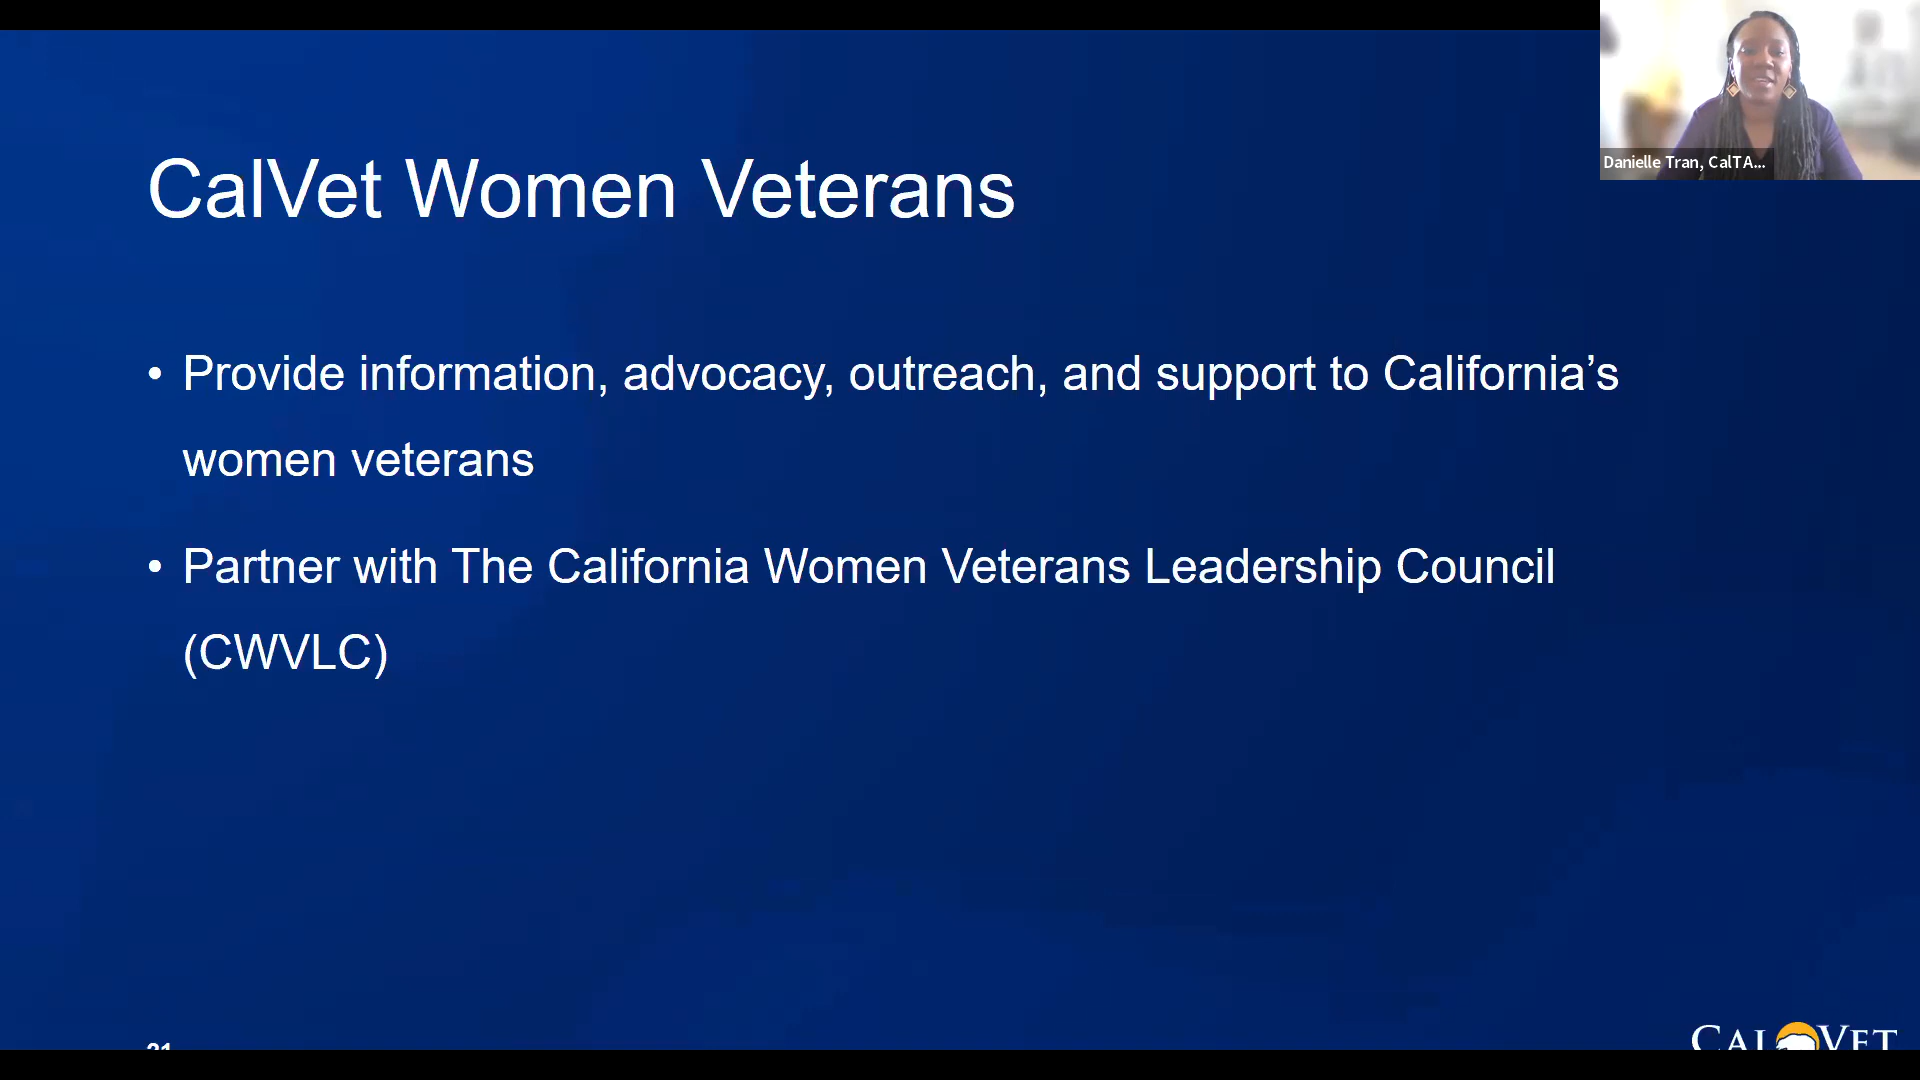 CalVet Women Veterans
Danielle Tran, CalTA...
• Provide information, advocacy, outreach, and support to California’s
women veterans
• Partner with The California Women Veterans Leadership Council
(CWVLC)
21
CALVET